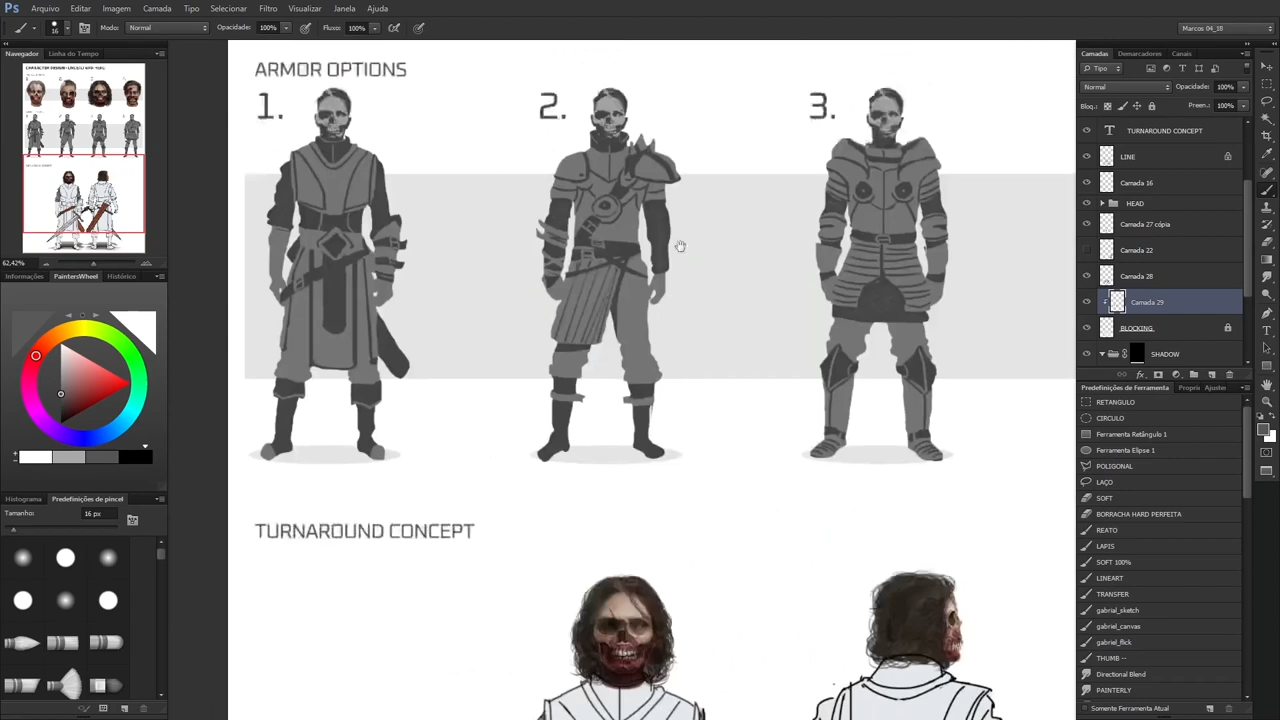 Ps Arquivo Editar Imagem Camada Tipo Selecionar Filtro Visualizar Janela Ajuda
16 Modo: Normal Opacidade: 100% Fluxo: 100% Marcos 04_18
Navegador Linha do Tempo
62,42%
Informações PaintersWheel Histórico
Histograma Predefinições de pincel
Tamanho: 16 px
ARMOR OPTIONS
1. 2. 3.
TURNAROUND CONCEPT
Camadas Demarcadores Canais
Tipo
Normal Opacidade: 100%
Bloq.: Preen.: 100%
T TURNAROUND CONCEPT
LINE
Camada 16
HEAD
Camada 27 cópia
Camada 22
Camada 28
Camada 29
BLOCKING
SHADOW
Predefinições de Ferramenta Propri Ajuste
RETANGULO
CIRCULO
Ferramenta Retângulo 1
Ferramenta Elipse 1
POLIGONAL
LAÇO
SOFT
BORRACHA HARD PERFEITA
REATO
LAPIS
SOFT 100%
LINEART
TRANSFER
gabrial_sketch
gabriel_canvas
gabriel_flick
THUMB --
Directional Blend
PAINTERLY
Somente Ferramenta Atual